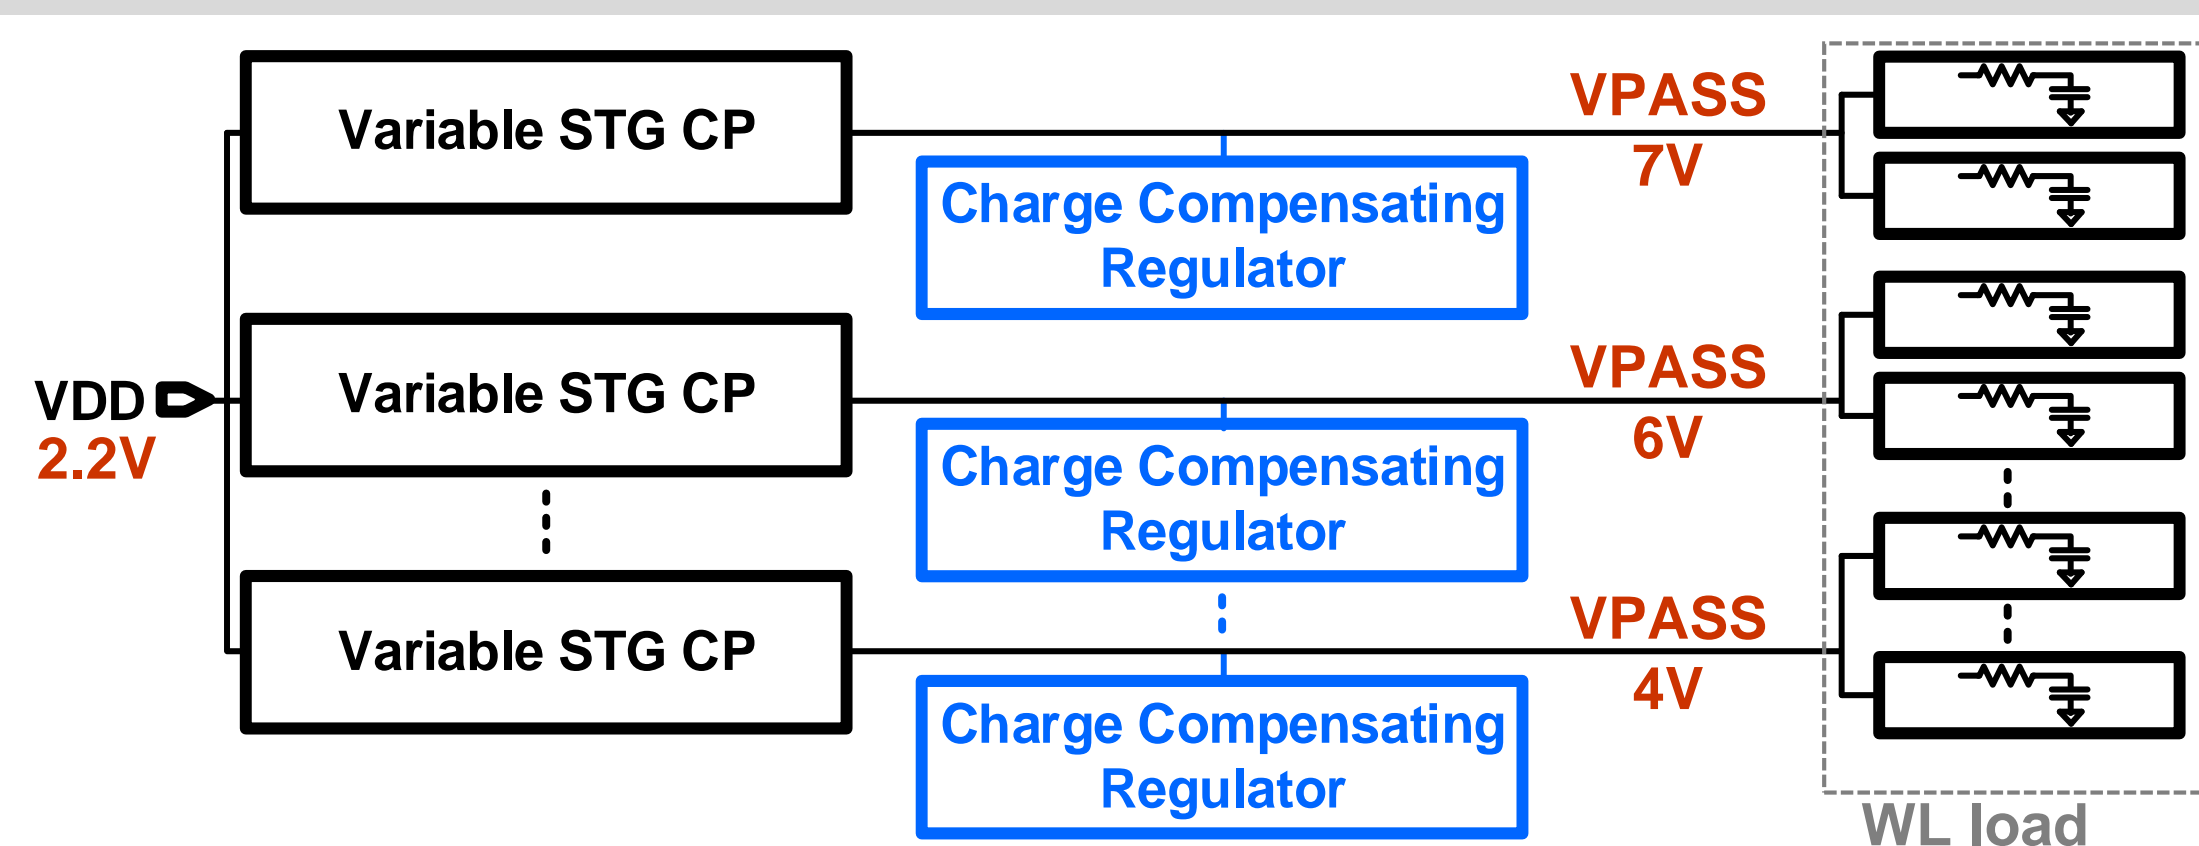 Variable STG CP
VPASS
7V
Charge Compensating
Regulator
VDD
2.2V
Variable STG CP
VPASS
6V
Charge Compensating
Regulator
Variable STG CP
VPASS
4V
Charge Compensating
Regulator
WL load